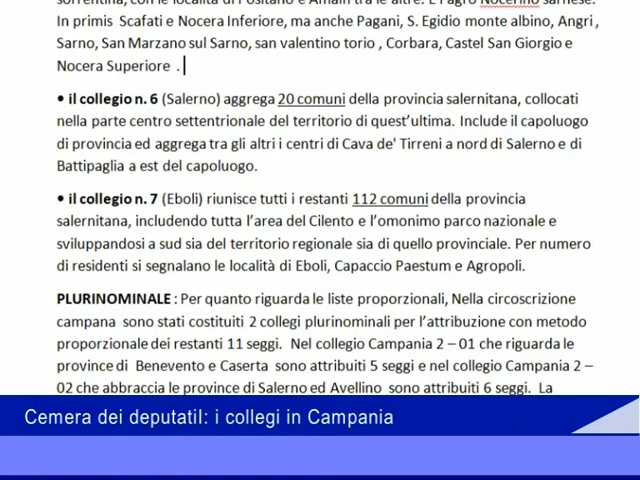 sorrentina, con le località di Positano e Amalfi tra le altre. E l'agro Nocerino sarnese.
In primis Scafati e Nocera Inferiore, ma anche Pagani, S. Egidio monte albino, Angri ,
Sarno, San Marzano sul Sarno, san valentino torio , Corbara, Castel San Giorgio e
Nocera Superiore .
• il collegio n. 6 (Salerno) aggrega 20 comuni della provincia salernitana, collocati
nella parte centro settentrionale del territorio di quest'ultima. Include il capoluogo
di provincia ed aggrega tra gli altri i centri di Cava de' Tirreni a nord di Salerno e di
Battipaglia a est del capoluogo.
• il collegio n. 7 (Eboli) riunisce tutti i restanti 112 comuni della provincia
salernitana, includendo tutta l'area del Cilento e l'omonimo parco nazionale e
sviluppandosi a sud sia del territorio regionale sia di quello provinciale. Per numero
di residenti si segnalano le località di Eboli, Capaccio Paestum e Agropoli.
PLURINOMINALE : Per quanto riguarda le liste proporzionali, Nella circoscrizione
campana sono stati costituiti 2 collegi plurinominali per l'attribuzione con metodo
proporzionale dei restanti 11 seggi. Nel collegio Campania 2 – 01 che riguarda le
province di Benevento e Caserta sono attribuiti 5 seggi e nel collegio Campania 2 –
02 che abbraccia le province di Salerno ed Avellino sono attribuiti 6 seggi. La
Cemera dei deputatil: i collegi in Campania